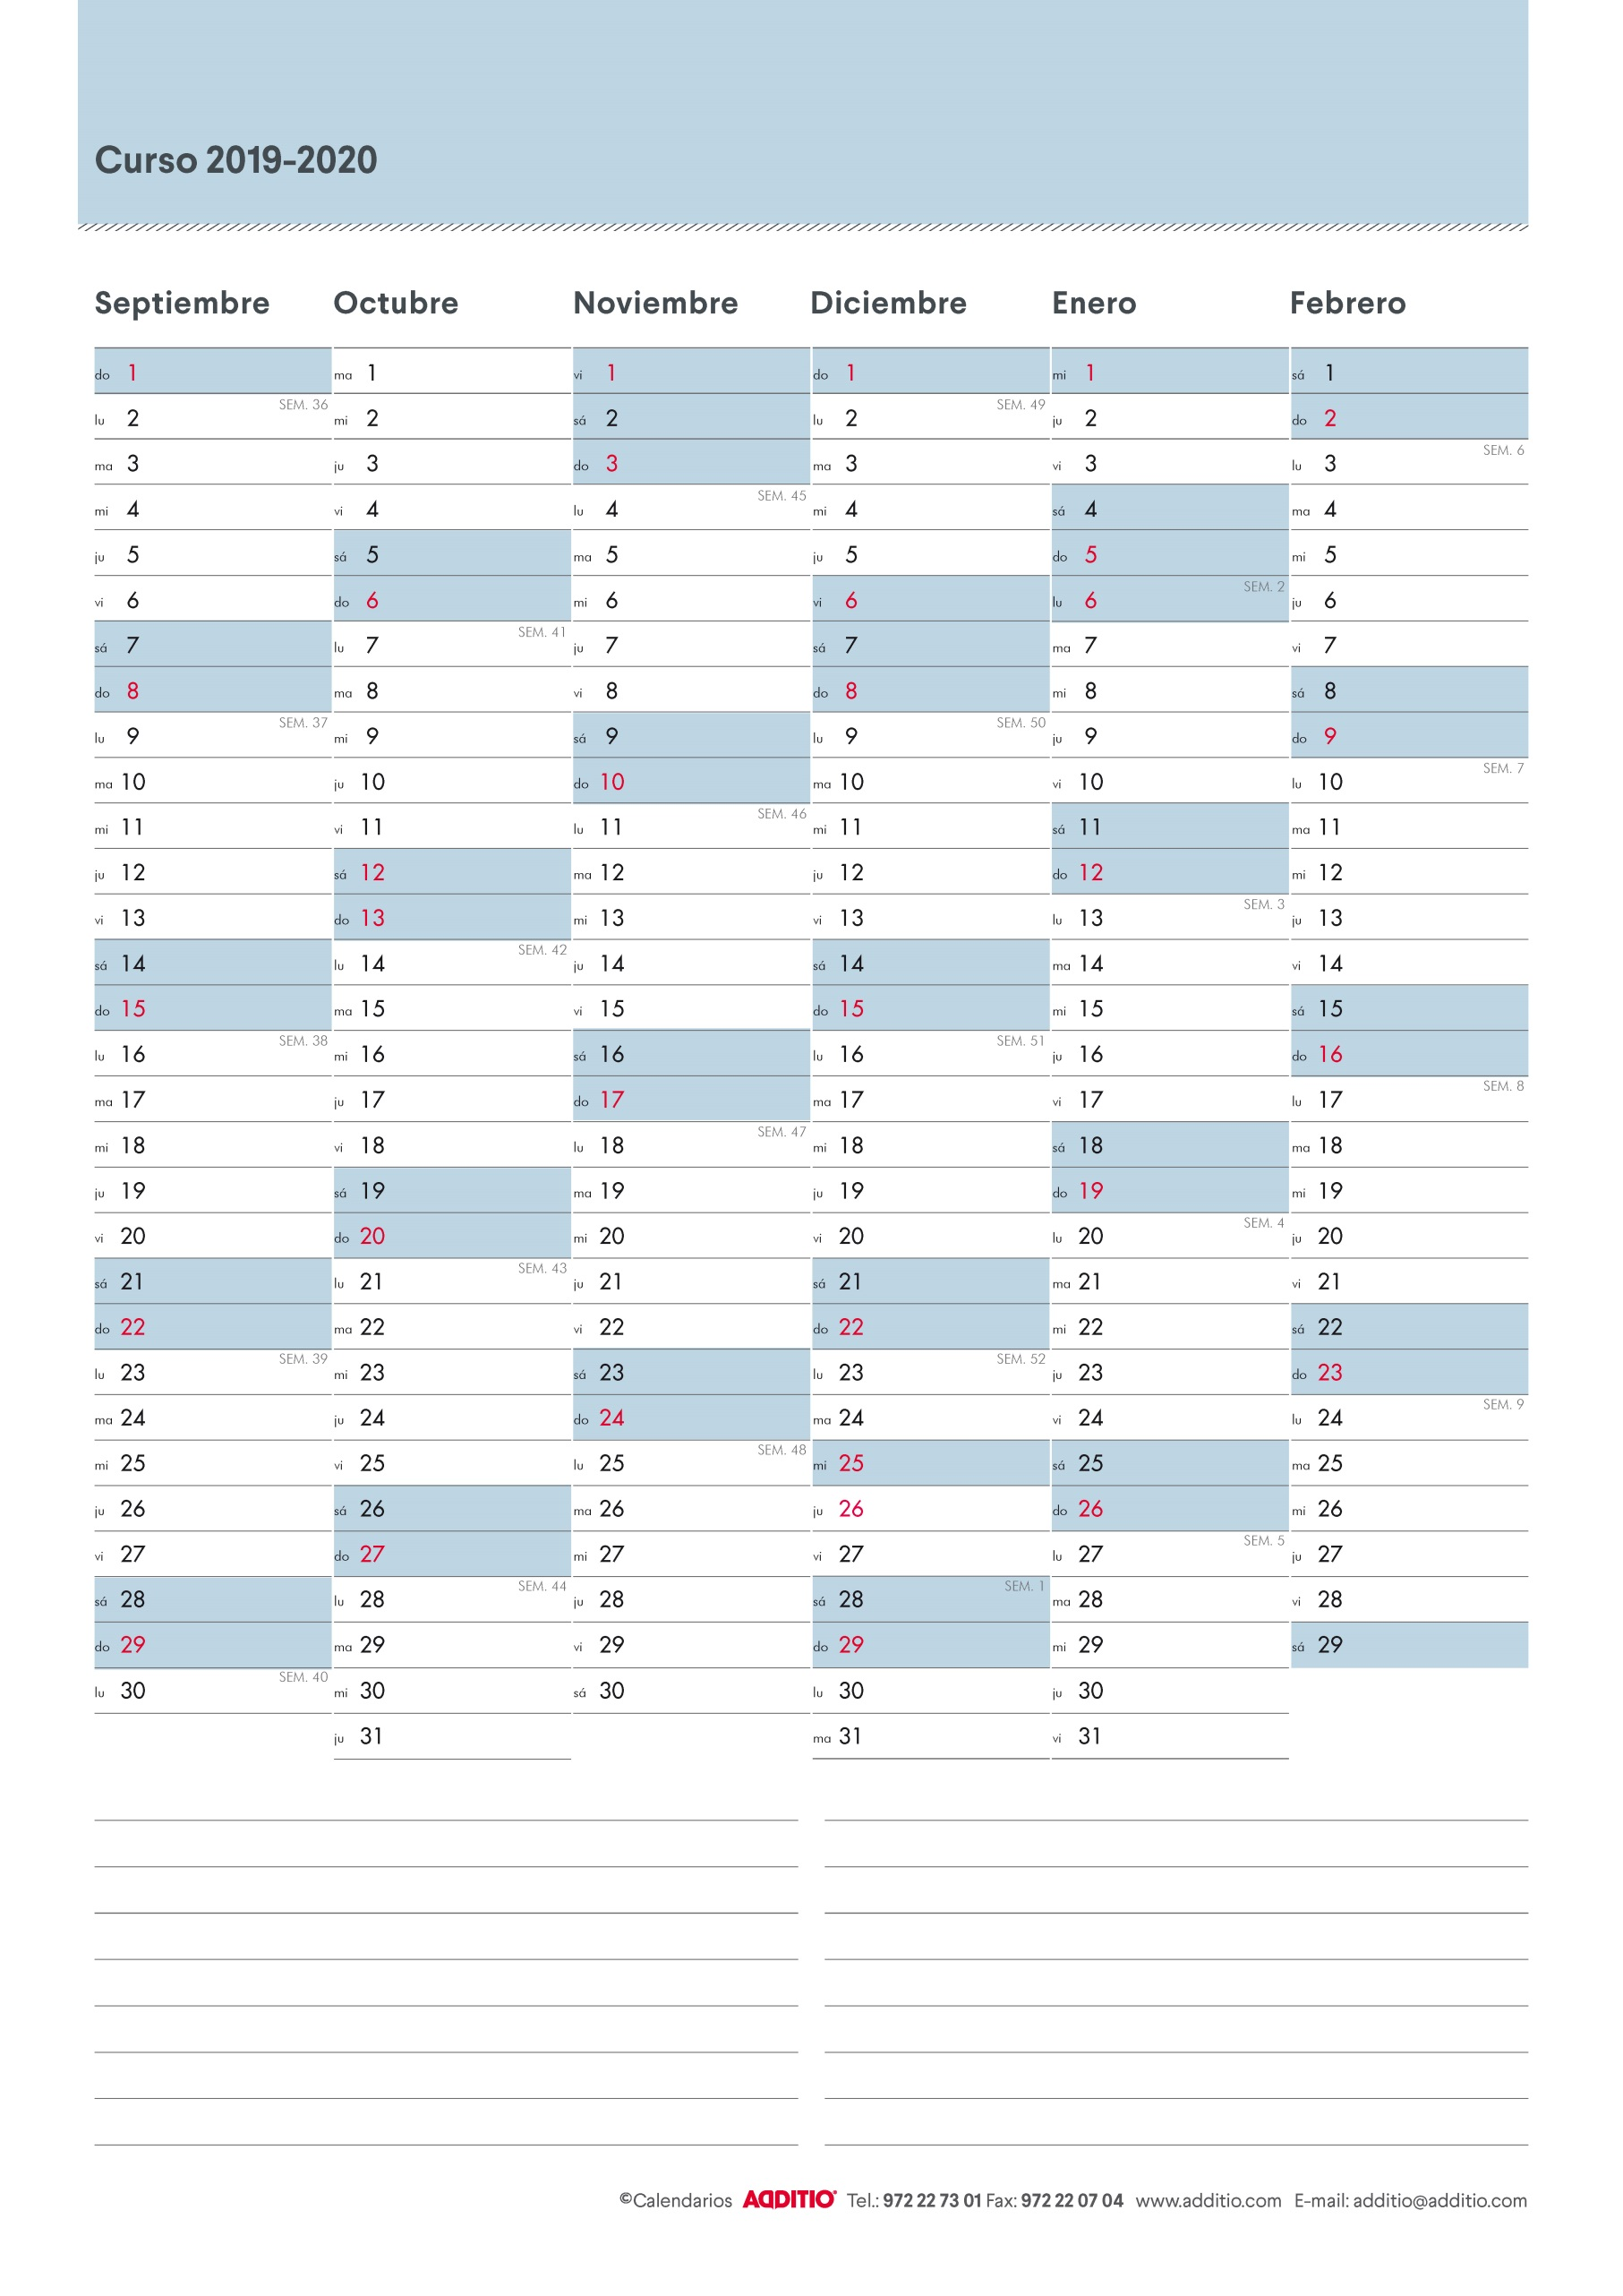 Curso 2019-2020
Septiembre Octubre Noviembre Diciembre Enero Febrero
do 1 ma 1 vi 1 do 1 mi 1 sá 1
lu 2 SEM. 36 mi 2 sá 2 lu 2 SEM. 49 ju 2 do 2
ma 3 ju 3 do 3 ma 3 vi 3 lu 3 SEM. 6
mi 4 vi 4 lu 4 SEM. 45 mi 4 sá 4 ma 4
ju 5 sá 5 ma 5 ju 5 do 5 mi 5
vi 6 do 6 mi 6 vi 6 lu 6 SEM. 2 ju 6
sá 7 lu 7 SEM. 41 ju 7 sá 7 ma 7 vi 7
do 8 ma 8 vi 8 do 8 mi 8 sá 8
lu 9 SEM. 37 mi 9 sá 9 lu 9 SEM. 50 ju 9 do 9
ma 10 ju 10 do 10 ma 10 vi 10 lu 10 SEM. 7
mi 11 vi 11 lu 11 SEM. 46 mi 11 sá 11 ma 11
ju 12 sá 12 ma 12 ju 12 do 12 mi 12
vi 13 do 13 mi 13 vi 13 lu 13 SEM. 3 ju 13
sá 14 lu 14 SEM. 42 ju 14 sá 14 ma 14 vi 14
do 15 ma 15 vi 15 do 15 mi 15 sá 15
lu 16 SEM. 38 mi 16 sá 16 lu 16 SEM. 51 ju 16 do 16
ma 17 ju 17 do 17 ma 17 vi 17 lu 17 SEM. 8
mi 18 vi 18 lu 18 SEM. 47 mi 18 sá 18 ma 18
ju 19 sá 19 ma 19 ju 19 do 19 mi 19
vi 20 do 20 mi 20 vi 20 lu 20 SEM. 4 ju 20
sá 21 lu 21 SEM. 43 ju 21 sá 21 ma 21 vi 21
do 22 ma 22 vi 22 do 22 mi 22 sá 22
lu 23 SEM. 39 mi 23 sá 23 lu 23 SEM. 52 ju 23 do 23
ma 24 ju 24 do 24 ma 24 vi 24 lu 24 SEM. 9
mi 25 vi 25 lu 25 SEM. 48 mi 25 sá 25 ma 25
ju 26 sá 26 ma 26 ju 26 do 26 mi 26
vi 27 do 27 mi 27 vi 27 lu 27 SEM. 5 ju 27
sá 28 lu 28 SEM. 44 ju 28 sá 28 SEM. 1 ma 28 vi 28
do 29 ma 29 vi 29 do 29 mi 29 sá 29
lu 30 SEM. 40 mi 30 sá 30 lu 30 ju 30
ju 31 ma 31 vi 31
©Calendarios ADDITIO® Tel.: 972 22 73 01 Fax: 972 22 07 04 www.additio.com E-mail: additio@additio.com